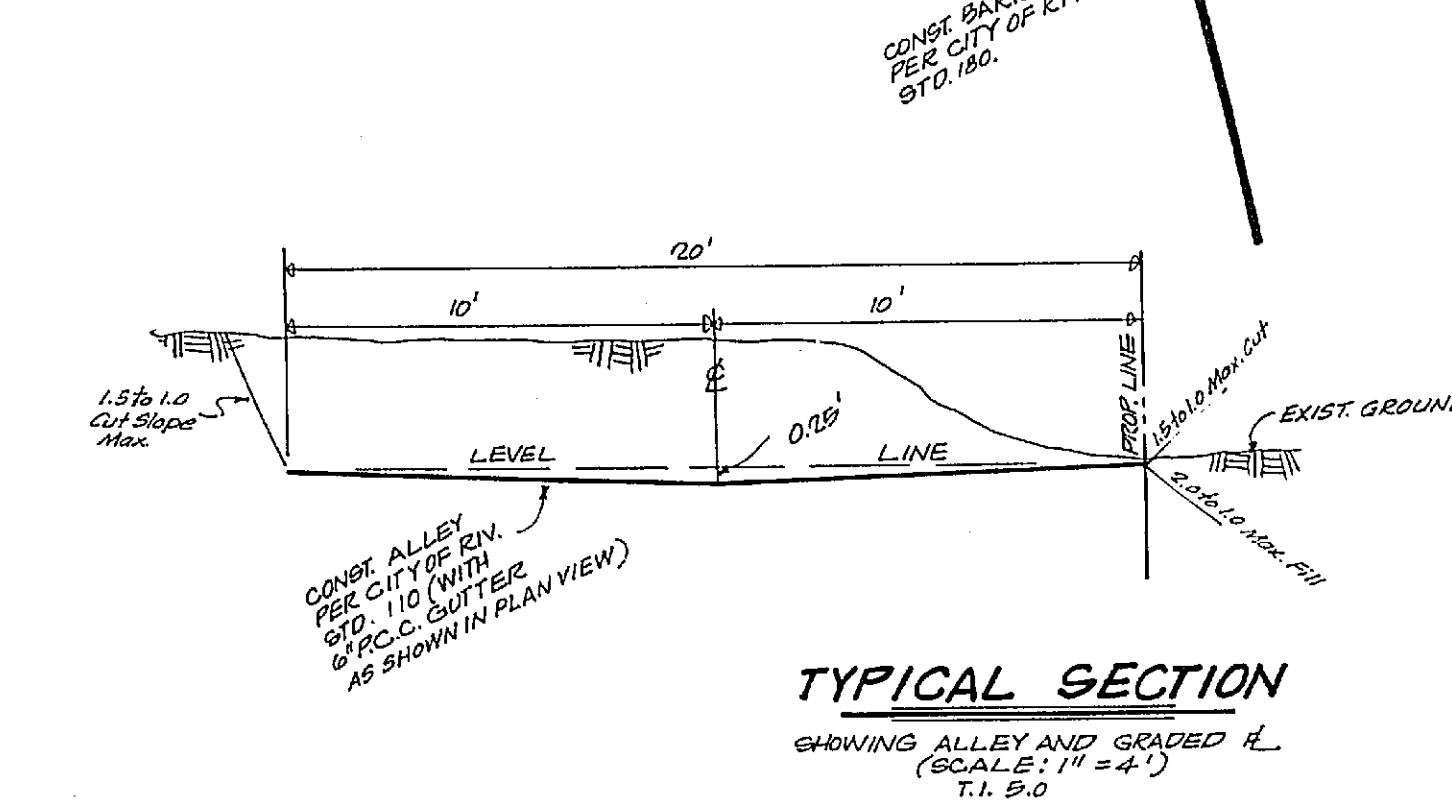 CONST.
PER CITY OF
STD. 180.
20'
10'
10'
1.5 to 1.0
Cut Slope
Max.
℄
0.25'
PROP. LINE
1.5 to 1.0 Max. Cut
EXIST.
LEVEL LINE
2.0 to 1.0 Max. Fill
CONST. ALLEY
PER CITY OF RIV.
STD. 110 (WITH
6" P.C.C. GUTTER
AS SHOWN IN PLAN VIEW)
TYPICAL SECTION
SHOWING ALLEY AND GRADED ⅊
(SCALE: 1" = 4')
T.I. 5.0